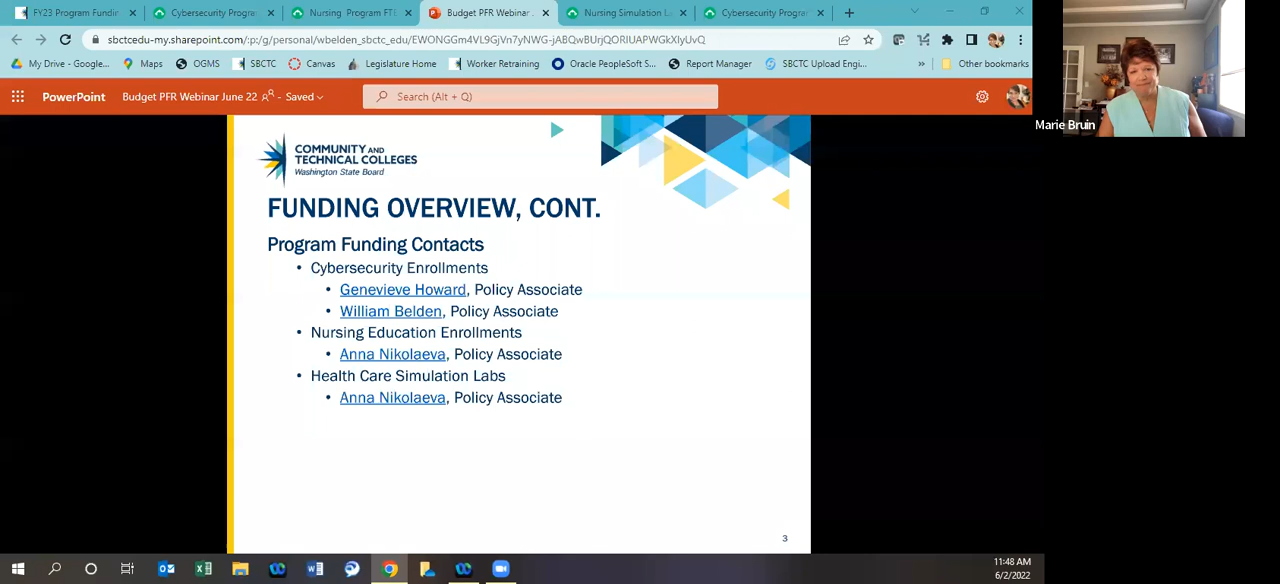 FY23 Program Fundin
Cybersecurity Progra
Nursing Program FTE
Budget PFR Webinar
Nursing Simulation L
Cybersecurity Progra
sbctcedu-my.sharepoint.com/:p:/g/personal/wbelden_sbctc_edu/EWONGGm4VL9GjVn7yNWG-jABQwBUrjQORIUAPWGkXIyUvQ
My Drive - Google...
Maps
OGMS
SBCTC
Canvas
Legislature Home
Worker Retraining
Oracle PeopleSoft S...
Report Manager
SBCTC Upload Engi...
»
Other bookmarks
PowerPoint
Budget PFR Webinar June 22 - Saved
Search (Alt + Q)
Marie Bruin
COMMUNITY AND
TECHNICAL COLLEGES
Washington State Board
FUNDING OVERVIEW, CONT.
Program Funding Contacts
• Cybersecurity Enrollments
• Genevieve Howard, Policy Associate
• William Belden, Policy Associate
• Nursing Education Enrollments
• Anna Nikolaeva, Policy Associate
• Health Care Simulation Labs
• Anna Nikolaeva, Policy Associate
3
11:48 AM
6/2/2022